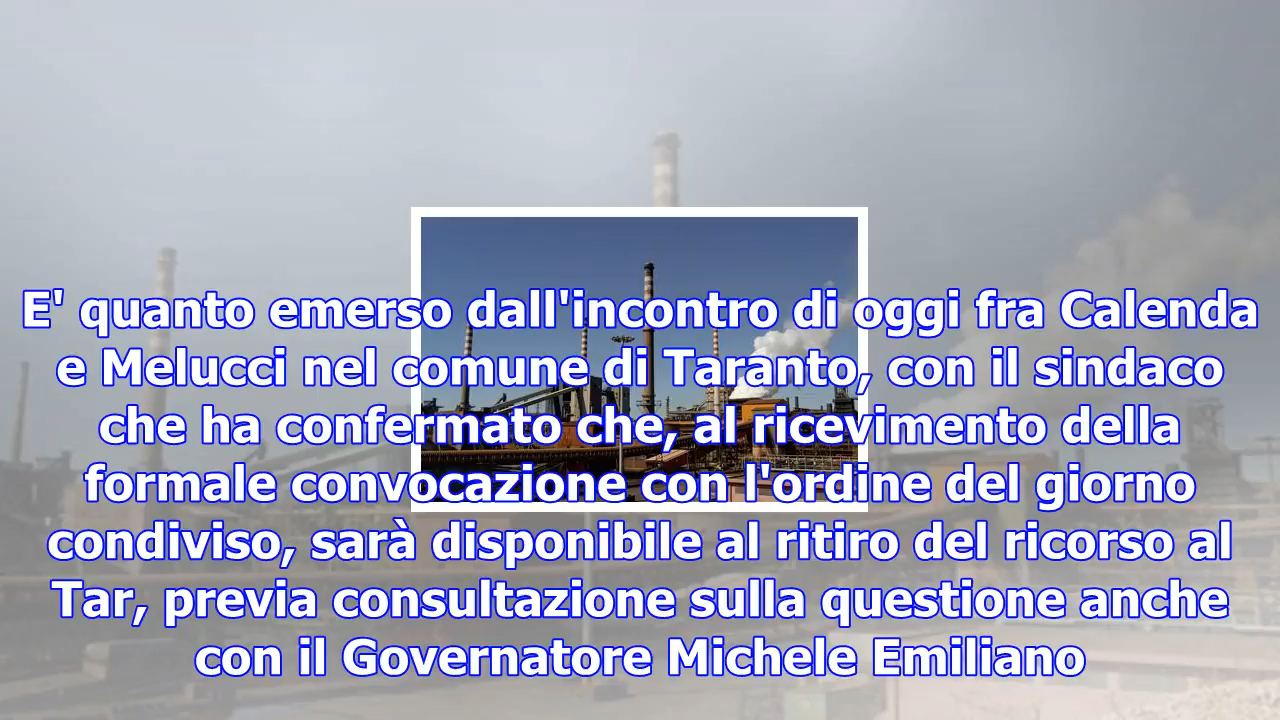 E' quanto emerso dall'incontro di oggi fra Calenda
e Melucci nel comune di Taranto, con il sindaco
che ha confermato che, al ricevimento della
formale convocazione con l'ordine del giorno
condiviso, sarà disponibile al ritiro del ricorso al
Tar, previa consultazione sulla questione anche
con il Governatore Michele Emiliano